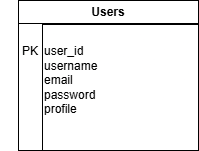 Users
PK user_id
username
email
password
profile